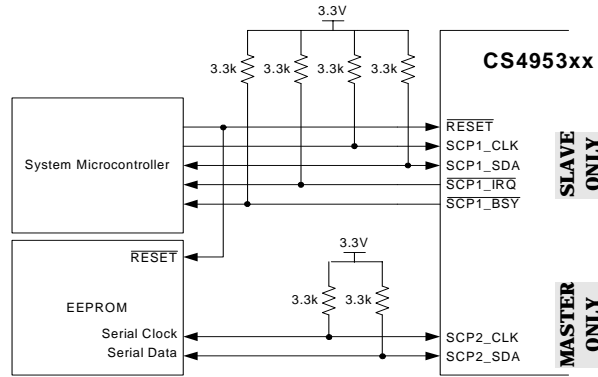 3.3V
3.3k 3.3k 3.3k 3.3k
CS4953xx
System Microcontroller
RESET
SCP1_CLK
SCP1_SDA
SCP1_IRQ
SCP1_BSY
SLAVE
ONLY
RESET
EEPROM
Serial Clock
Serial Data
3.3V
3.3k 3.3k
SCP2_CLK
SCP2_SDA
MASTER
ONLY